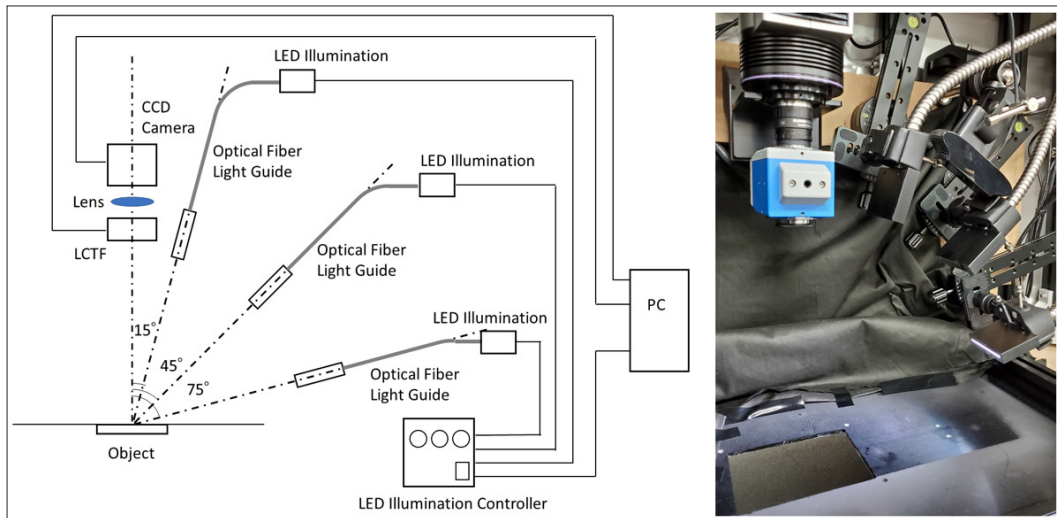 LED Illumination
CCD
Camera
Optical Fiber
Light Guide
LED Illumination
Lens
LCTF
Optical Fiber
Light Guide
PC
LED Illumination
15°
45°
75°
Optical Fiber
Light Guide
Object
LED Illumination Controller